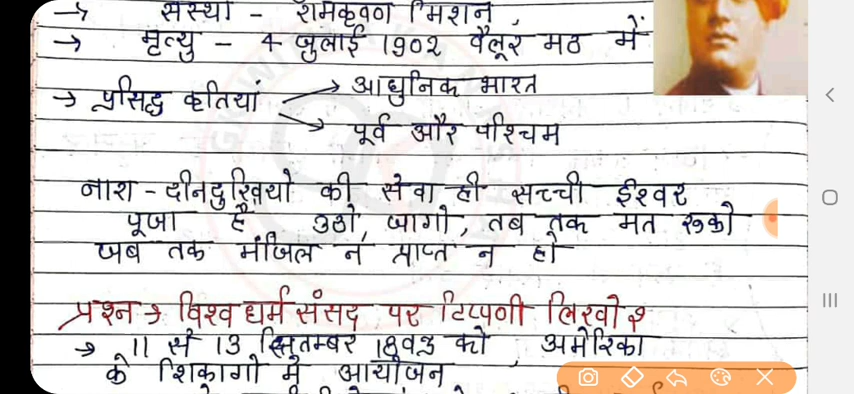 → संस्था - रामकृष्ण मिशन,
→ मृत्यु - 4 जुलाई 1902 वैलूर मठ में
→ प्रसिद्ध कृतियां → आधुनिक भारत
→ पूर्व और पश्चिम
नारा - दीनदुखियो की सेवा ही सच्ची ईश्वर
पूजा है उठो, जागो, तब तक मत रुको
जब तक मंजिल न प्राप्त न हो
प्रश्न → विश्व धर्म संसद पर टिप्पणी लिखो ?
→ 11 से 13 सितम्बर 1893 को, अमेरिका
के शिकागो में आयोजन